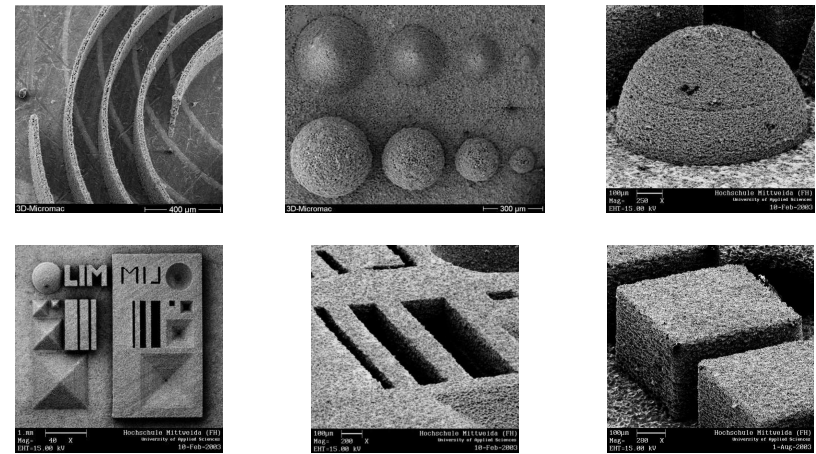 3D-Micromac 400 µm
3D-Micromac 300 µm
100µm Hochschule Mittweida (FH)
Mag= 250 X University of Applied Sciences
EHT=15.00 kV 10-Feb-2003
LIM MIJ
1 mm Hochschule Mittweida (FH)
Mag= 40 X University of Applied Sciences
EHT=15.00 kV 10-Feb-2003
100µm Hochschule Mittweida (FH)
Mag= 200 X University of Applied Sciences
EHT=15.00 kV 10-Feb-2003
100µm Hochschule Mittweida (FH)
Mag= 280 X University of Applied Sciences
EHT=15.00 kV 1-Aug-2003